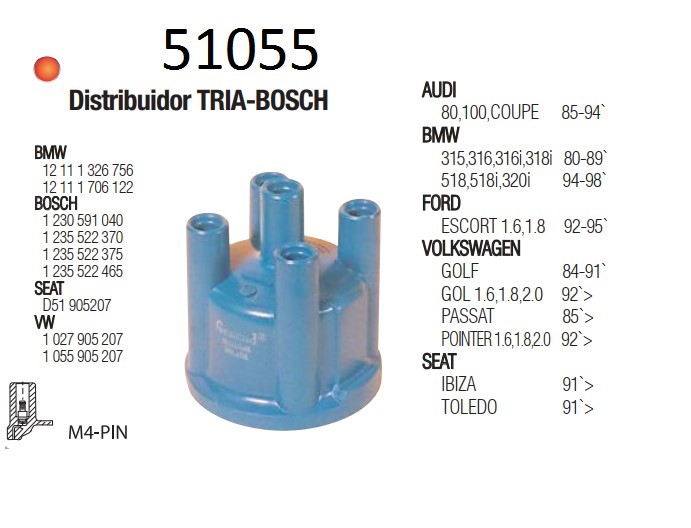 51055
Distribuidor TRIA-BOSCH
BMW
12 11 1 326 756
12 11 1 706 122
BOSCH
1 230 591 040
1 235 522 370
1 235 522 375
1 235 522 465
SEAT
D51 905207
VW
1 027 905 207
1 055 905 207
M4-PIN
AUDI
80,100,COUPE 85-94`
BMW
315,316,316i,318i 80-89`
518,518i,320i 94-98`
FORD
ESCORT 1.6,1.8 92-95`
VOLKSWAGEN
GOLF 84-91`
GOL 1.6,1.8,2.0 92`>
PASSAT 85`>
POINTER 1.6,1.8,2.0 92`>
SEAT
IBIZA 91`>
TOLEDO 91`>